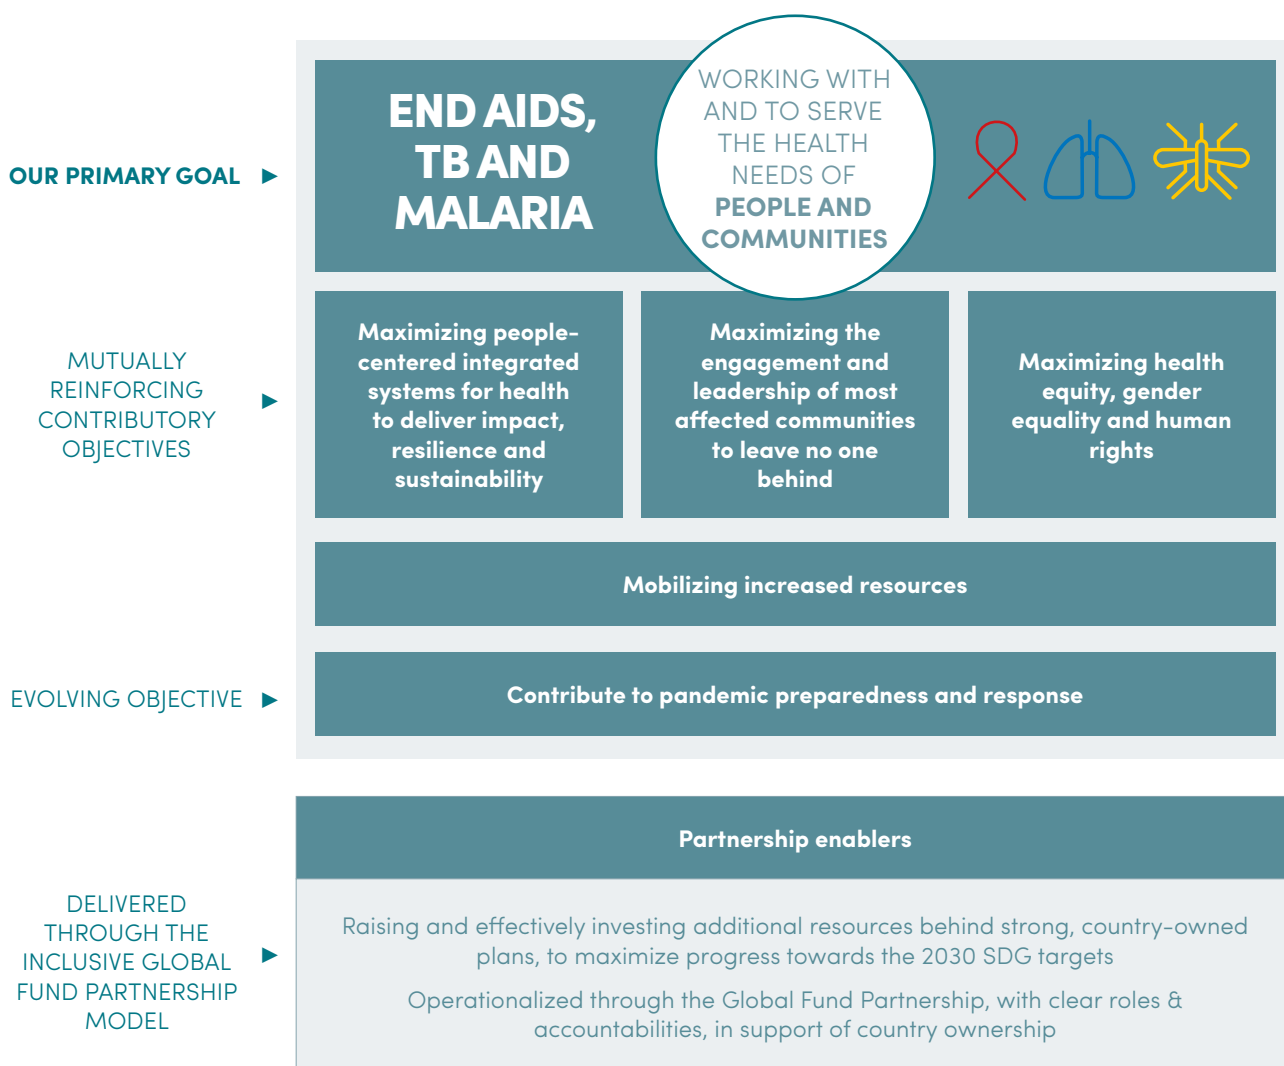 OUR PRIMARY GOAL
END AIDS,
TB AND
MALARIA
WORKING WITH
AND TO SERVE
THE HEALTH
NEEDS OF
PEOPLE AND
COMMUNITIES
MUTUALLY
REINFORCING
CONTRIBUTORY
OBJECTIVES
Maximizing people-
centered integrated
systems for health
to deliver impact,
resilience and
sustainability
Maximizing the
engagement and
leadership of most
affected communities
to leave no one
behind
Maximizing health
equity, gender
equality and human
rights
Mobilizing increased resources
EVOLVING OBJECTIVE
Contribute to pandemic preparedness and response
DELIVERED
THROUGH THE
INCLUSIVE GLOBAL
FUND PARTNERSHIP
MODEL
Partnership enablers
Raising and effectively investing additional resources behind strong, country-owned
plans, to maximize progress towards the 2030 SDG targets
Operationalized through the Global Fund Partnership, with clear roles &
accountabilities, in support of country ownership